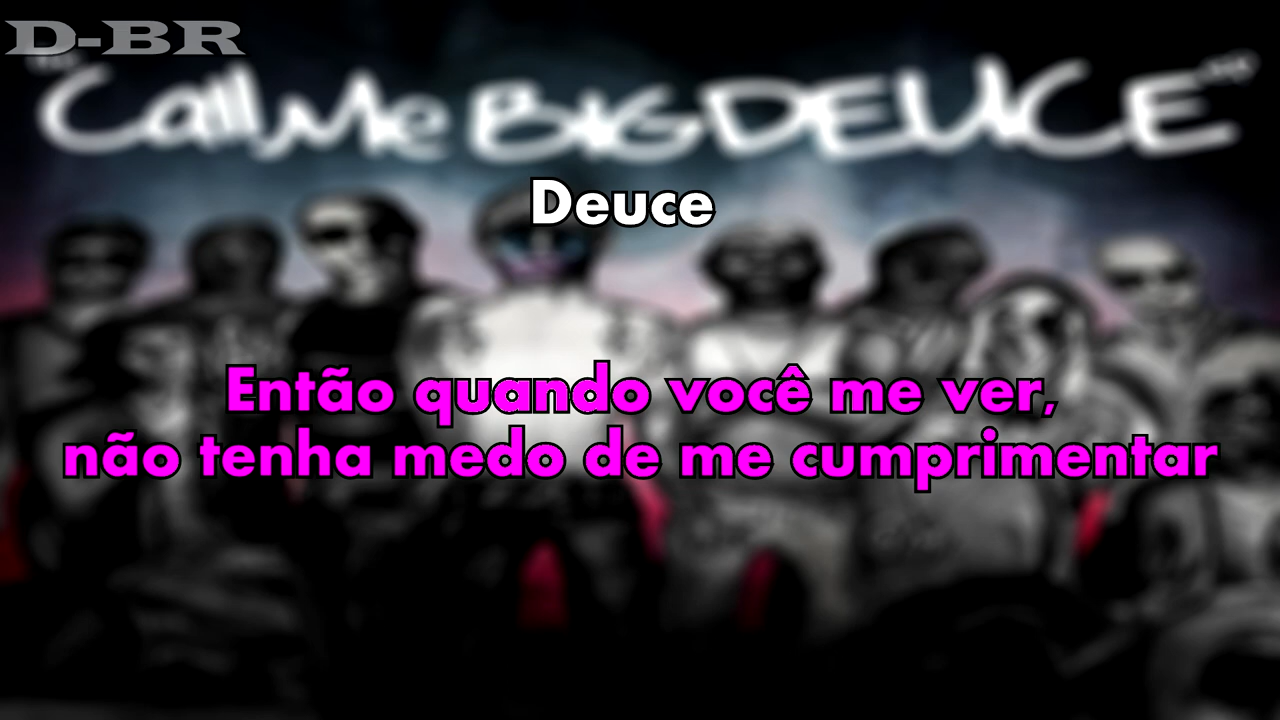 D-BR
"Call Me BIG DEUCE"
Deuce
Então quando você me ver,
não tenha medo de me cumprimentar